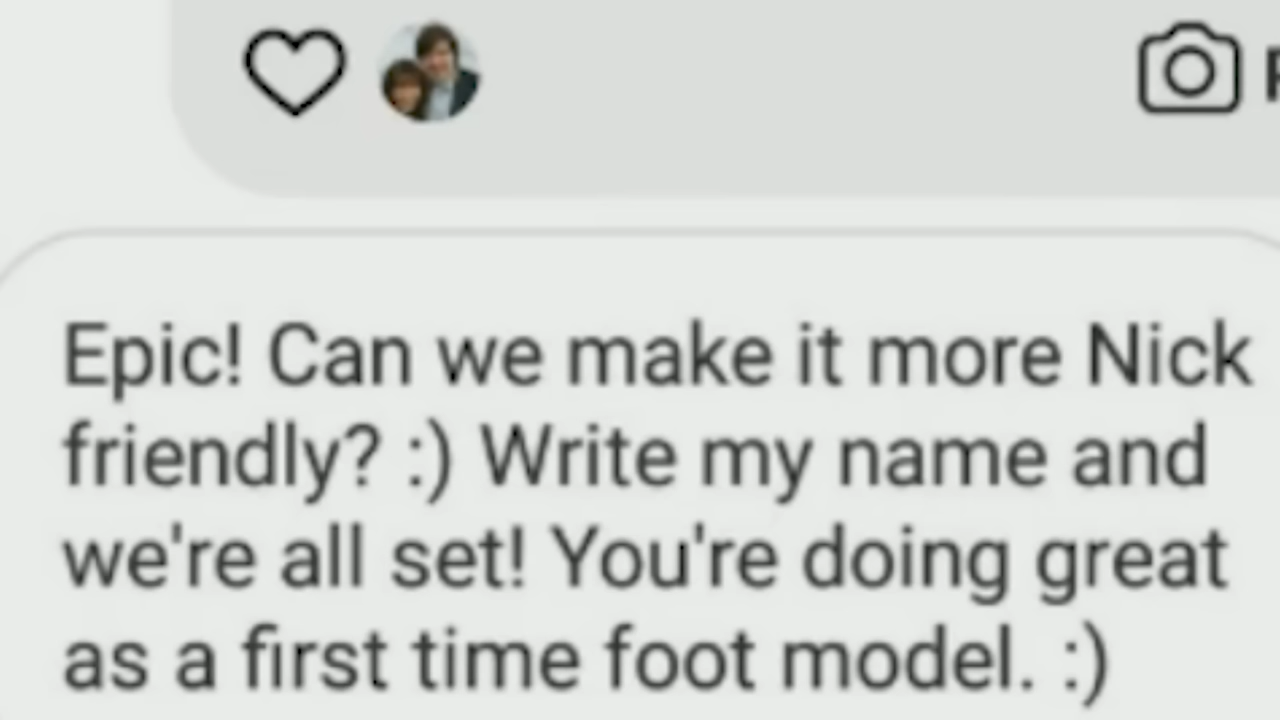 Epic! Can we make it more Nick
friendly? :) Write my name and
we're all set! You're doing great
as a first time foot model. :)